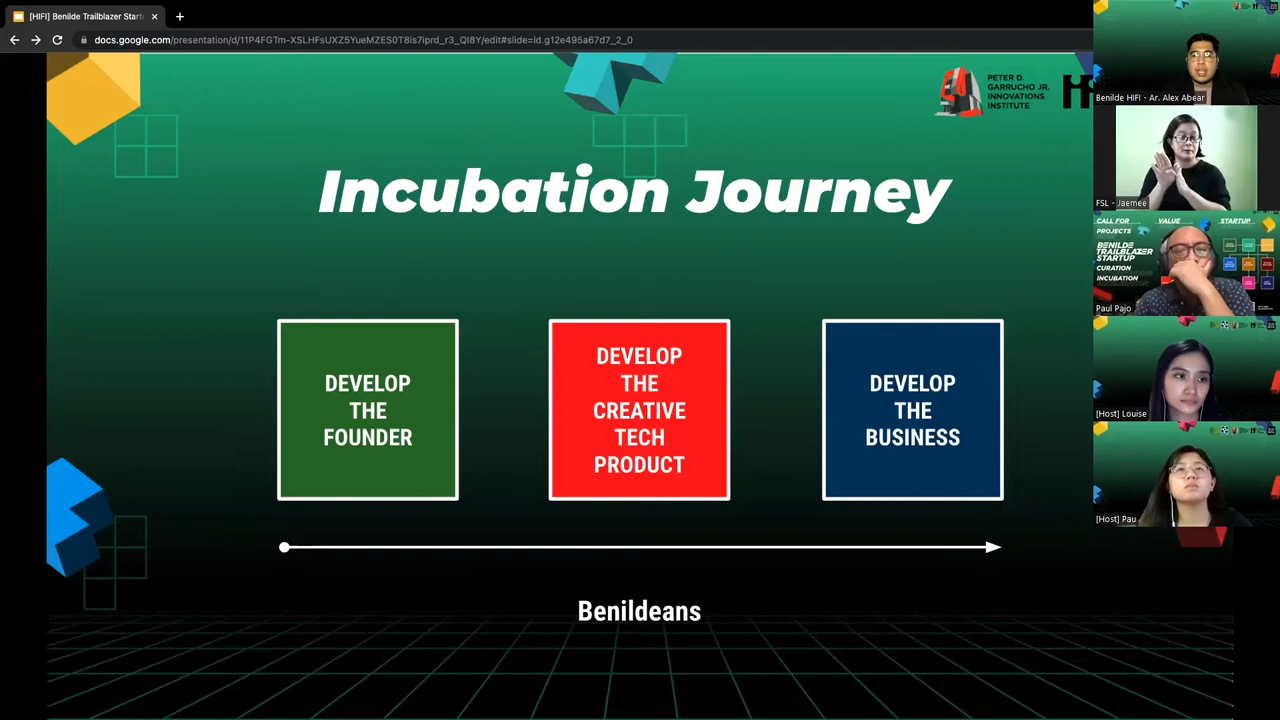 [HIFI] Benilde Trailblazer Startu
docs.google.com/presentation/d/11P4FGTm-XSLHFsUXZ5YueMZES0T8is7iprd_r3_QI8Y/edit#slide=id.g12e495a67d7_2_0
PETER D.
GARRUCHO JR.
INNOVATIONS
INSTITUTE
HiF
Incubation Journey
DEVELOP
THE
FOUNDER
DEVELOP
THE
CREATIVE
TECH
PRODUCT
DEVELOP
THE
BUSINESS
Benildeans
Benilde HIFI - Ar. Alex Abear
FSL - Jaemee
CALL FOR
PROJECTS
VALUE
STARTUP
BENILDE
TRAILBLAZER
STARTUP
CURATION
INCUBATION
Paul Pajo
[Host] Louise
[Host] Pau